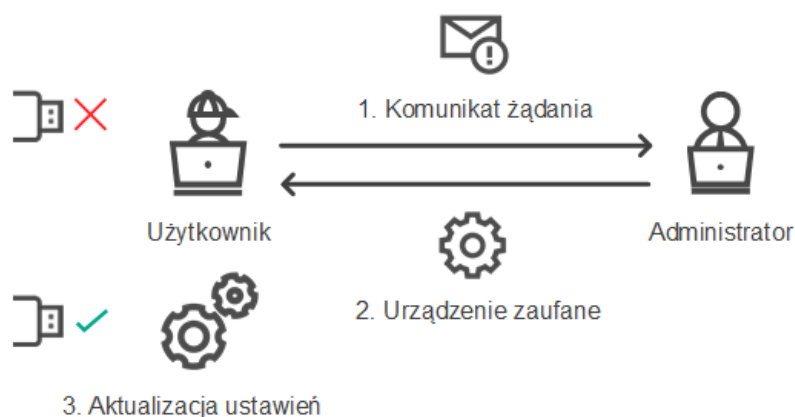 1. Komunikat żądania
Użytkownik
Administrator
2. Urządzenie zaufane
3. Aktualizacja ustawień